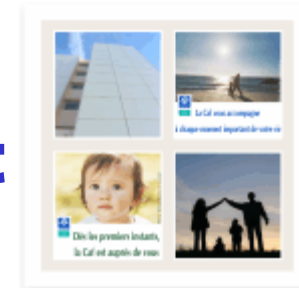 La Caf vous accompagne
à chaque moment important de votre vie
Dès les premiers instants,
la Caf est auprès de vous